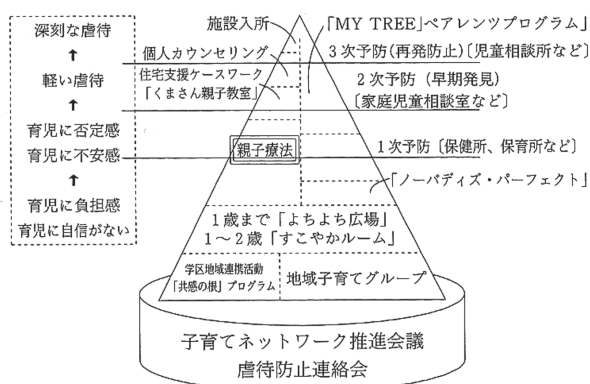 深刻な虐待
↑
軽い虐待
↑
育児に否定感
育児に不安感
↑
育児に負担感
育児に自信がない
施設入所
個人カウンセリング
住宅支援ケースワーク
「くまさん親子教室」
親子療法
「MY TREE」ペアレンツプログラム」
3次予防(再発防止)〔児童相談所など〕
2次予防（早期発見）
〔家庭児童相談室など〕
1次予防〔保健所、保育所など〕
「ノーバディズ・パーフェクト」
1歳まで「よちよち広場」
1～2歳「すこやかルーム」
学区地域連携活動
「共感の根」プログラム
地域子育てグループ
子育てネットワーク推進会議
虐待防止連絡会